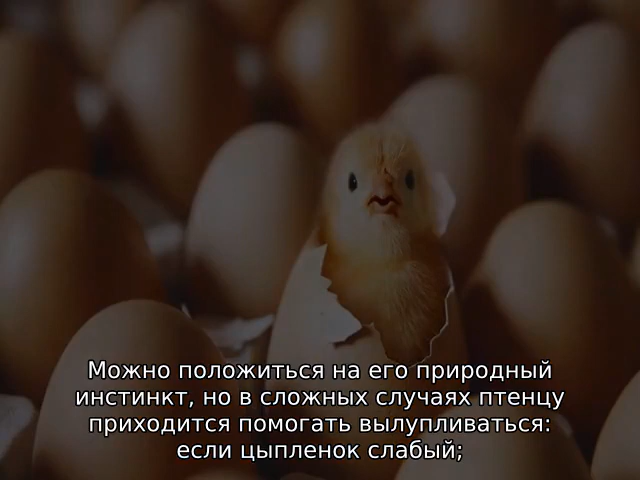 Можно положиться на его природный
инстинкт, но в сложных случаях птенцу
приходится помогать вылупливаться:
если цыпленок слабый;